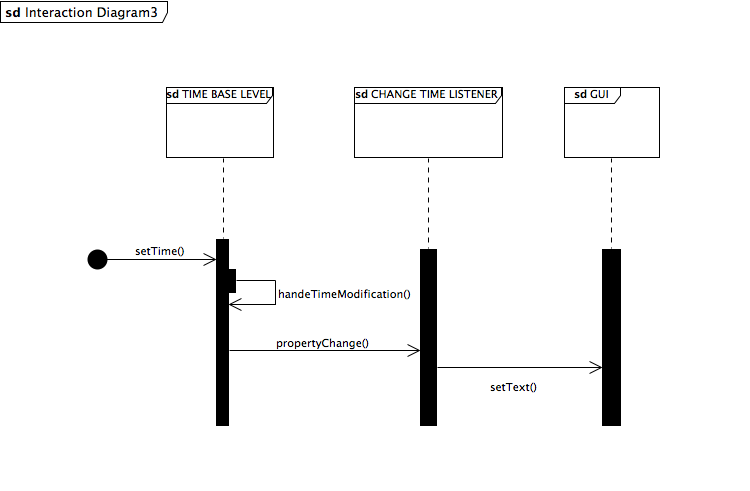 sd Interaction Diagram3
sd TIME BASE LEVEL
sd CHANGE TIME LISTENER
sd GUI
setTime()
handeTimeModification()
propertyChange()
setText()